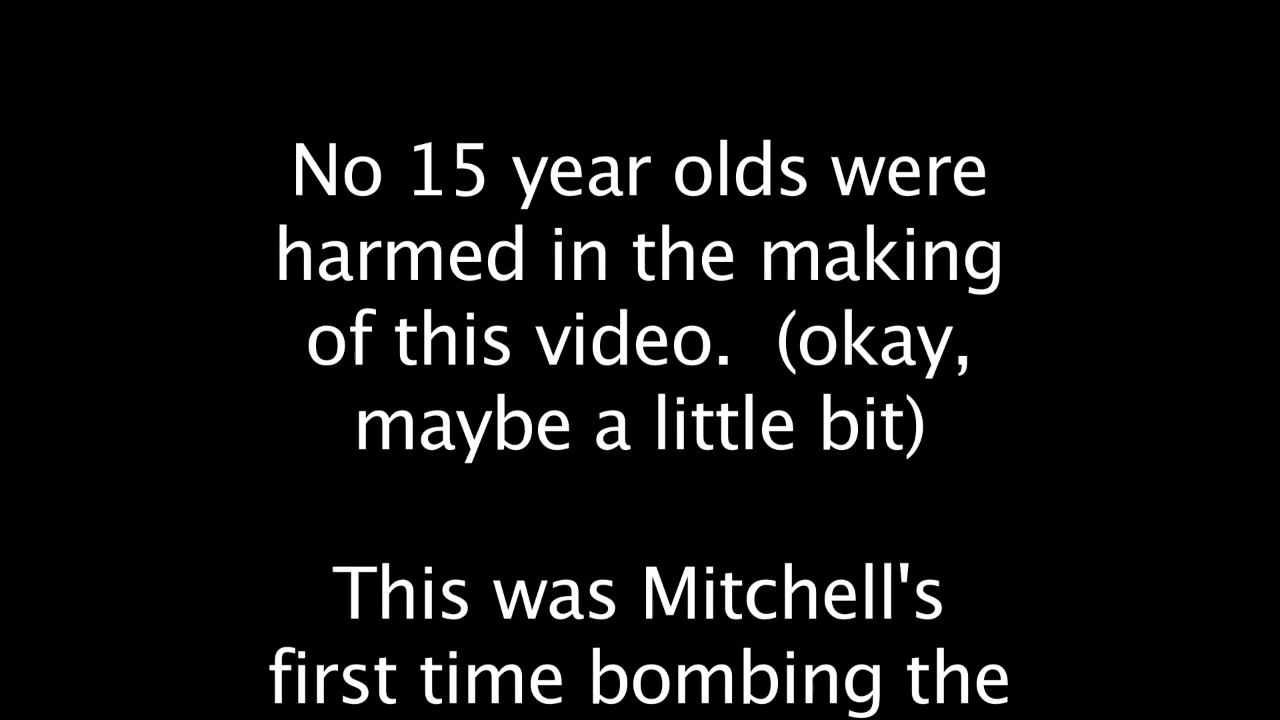 No 15 year olds were
harmed in the making
of this video.  (okay,
maybe a little bit)
This was Mitchell's
first time bombing the